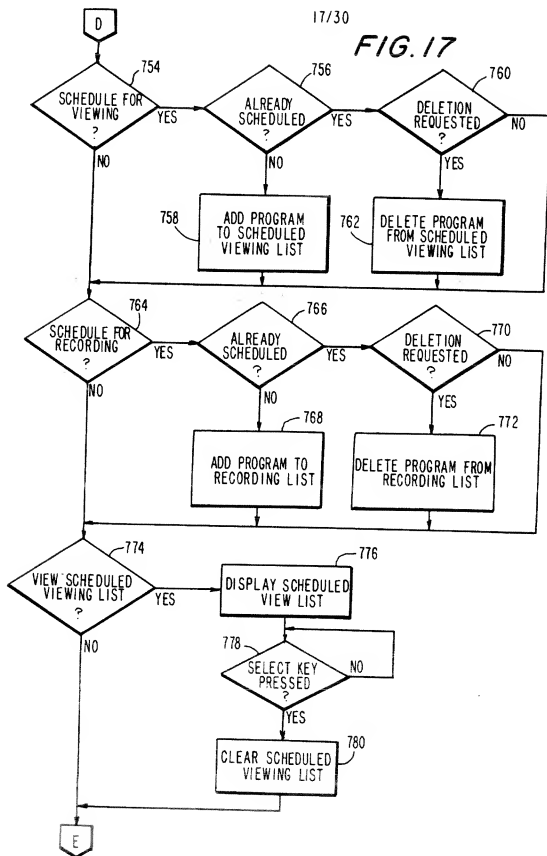 17/30
FIG. 17
D
754
SCHEDULE FOR
VIEWING
?
YES
NO
756
ALREADY
SCHEDULED
?
YES
NO
760
DELETION
REQUESTED
?
NO
YES
758
ADD PROGRAM
TO SCHEDULED
VIEWING LIST
762
DELETE PROGRAM
FROM SCHEDULED
VIEWING LIST
764
SCHEDULE FOR
RECORDING
?
YES
NO
766
ALREADY
SCHEDULED
?
YES
NO
770
DELETION
REQUESTED
?
NO
YES
768
ADD PROGRAM TO
RECORDING LIST
772
DELETE PROGRAM FROM
RECORDING LIST
774
VIEW SCHEDULED
VIEWING LIST
?
YES
NO
776
DISPLAY SCHEDULED
VIEW LIST
778
SELECT KEY
PRESSED
?
NO
YES
780
CLEAR SCHEDULED
VIEWING LIST
E